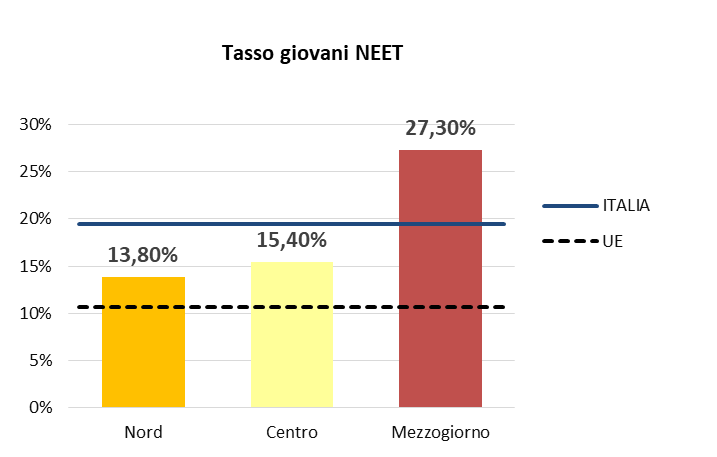 Tasso giovani NEET
30%
25%
20%
15%
10%
5%
0%
13,80%
15,40%
27,30%
Nord
Centro
Mezzogiorno
ITALIA
UE